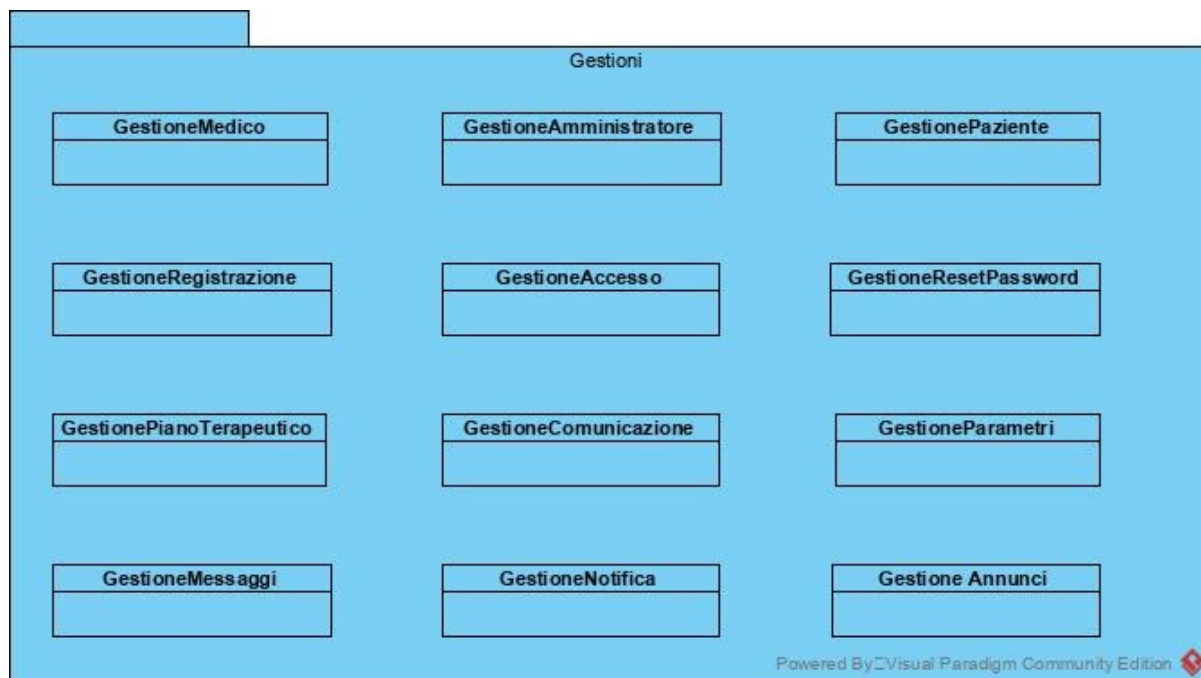 Gestioni
GestioneMedico
GestioneAmministratore
GestionePaziente
GestioneRegistrazione
GestioneAccesso
GestioneResetPassword
GestionePianoTerapeutico
GestioneComunicazione
GestioneParametri
GestioneMessaggi
GestioneNotifica
Gestione Annunci
Powered By Visual Paradigm Community Edition